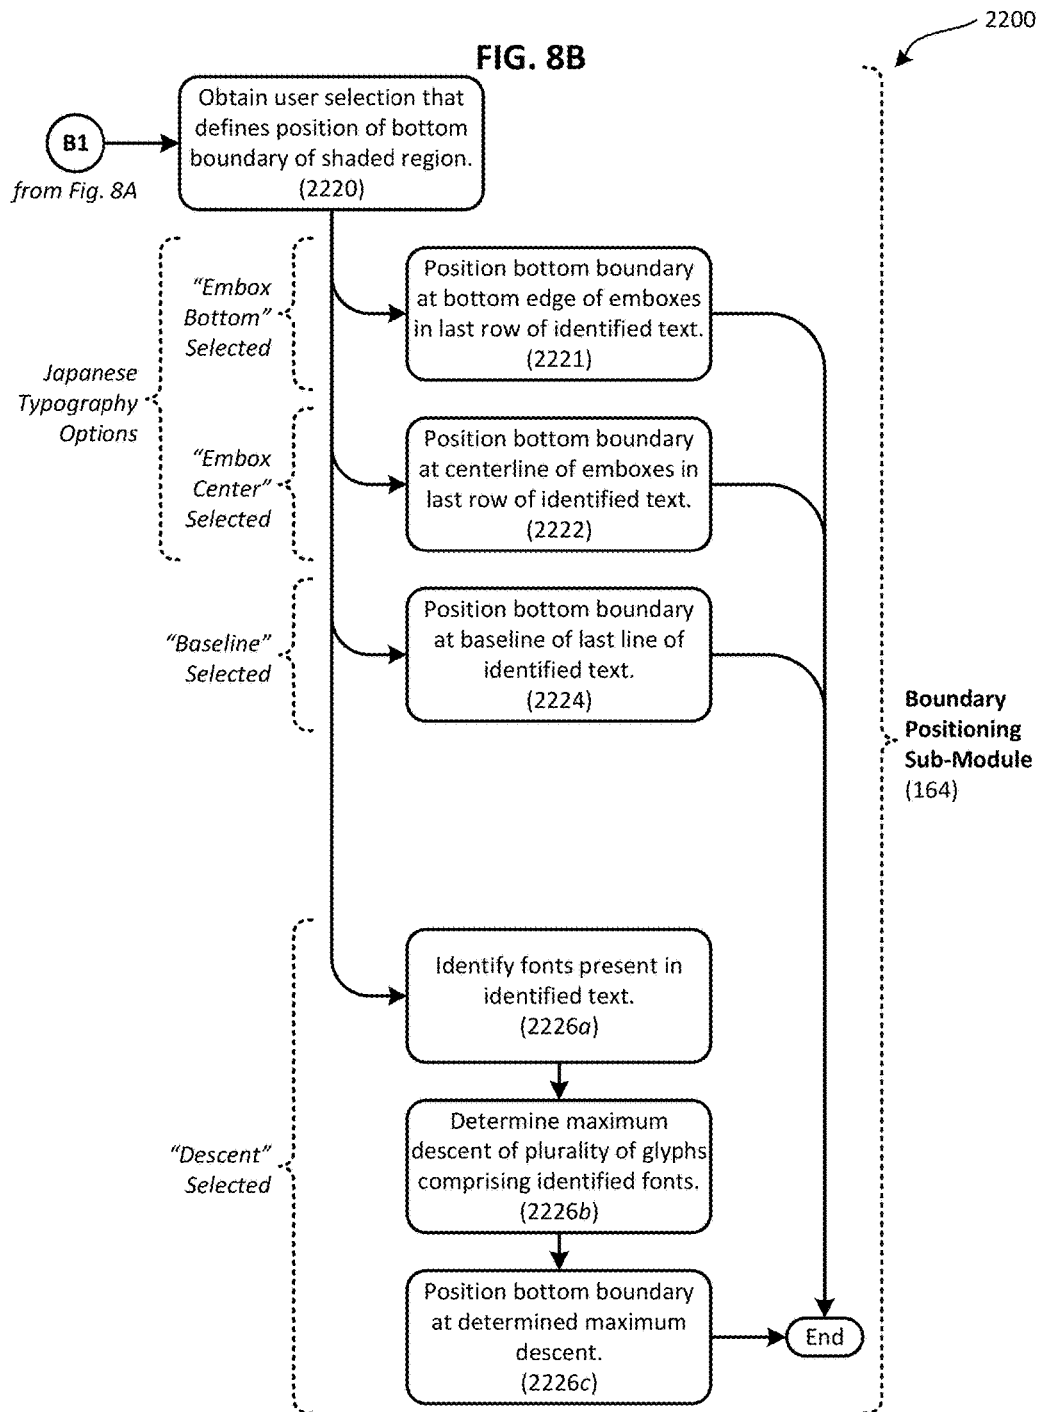 2200
FIG. 8B
Obtain user selection that
defines position of bottom
boundary of shaded region.
(2220)
B1
from Fig. 8A
"Embox
Bottom"
Selected
Position bottom boundary
at bottom edge of emboxes
in last row of identified text.
(2221)
Japanese
Typography
Options
"Embox
Center"
Selected
Position bottom boundary
at centerline of emboxes in
last row of identified text.
(2222)
"Baseline"
Selected
Position bottom boundary
at baseline of last line of
identified text.
(2224)
Boundary
Positioning
Sub-Module
(164)
Identify fonts present in
identified text.
(2226a)
"Descent"
Selected
Determine maximum
descent of plurality of glyphs
comprising identified fonts.
(2226b)
Position bottom boundary
at determined maximum
descent.
(2226c)
End